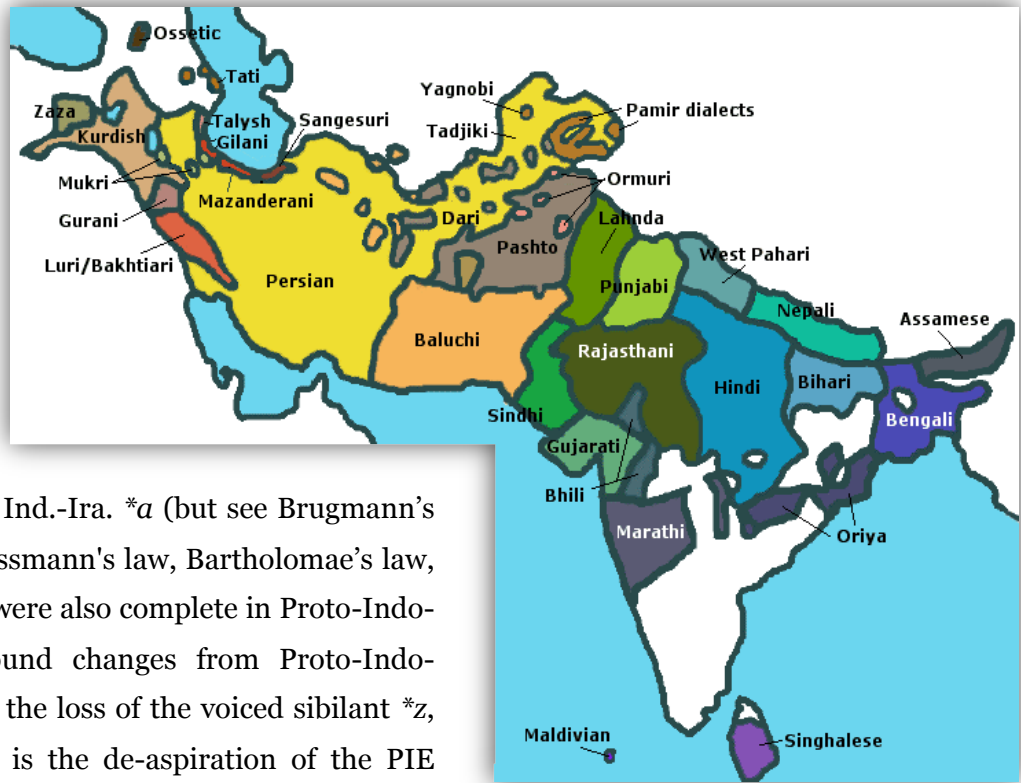 Ossetic
Tati
Yagnobi
Pamir dialects
Zaza
Talysh
Sangesuri
Tadjiki
Kurdish
Gilani
Mukri
Mazanderani
Ormuri
Gurani
Dari
Lahnda
Pashto
West Pahari
Luri/Bakhtiari
Persian
Punjabi
Nepali
Assamese
Baluchi
Rajasthani
Hindi
Bihari
Sindhi
Bengali
Gujarati
Bhili
Marathi
Oriya
Maldivian
Singhalese
Ind.-Ira. *a (but see Brugmann’s
ssmann's law, Bartholomae’s law,
were also complete in Proto-Indo-
und changes from Proto-Indo-
the loss of the voiced sibilant *z,
is the de-aspiration of the PIE